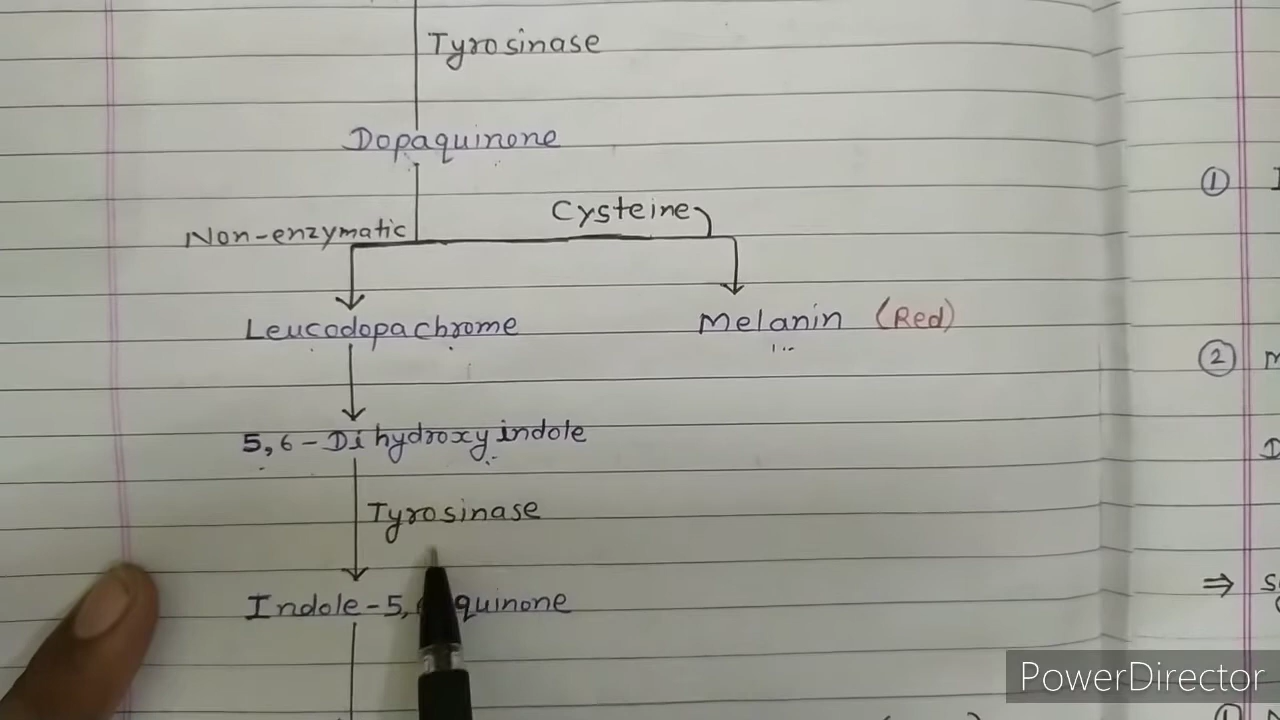 Tyrosinase
Dopaquinone
Cysteine
Non-enzymatic
Leucodopachrome
Melanin (Red)
5,6-Dihydroxyindole
Tyrosinase
Indole-5, quinone
①
②
⇒
PowerDirector